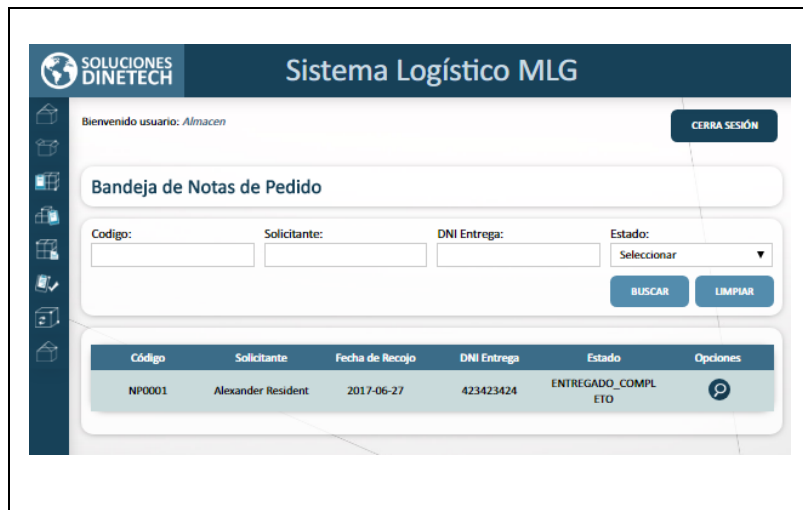 SOLUCIONES
DINETECH
Sistema Logístico MLG
Bienvenido usuario: Almacen
CERRA SESIÓN
Bandeja de Notas de Pedido
Codigo: Solicitante: DNI Entrega: Estado:
Seleccionar
BUSCAR LIMPIAR
Código Solicitante Fecha de Recojo DNI Entrega Estado Opciones
NP0001 Alexander Resident 2017-06-27 423423424 ENTREGADO_COMPL
ETO